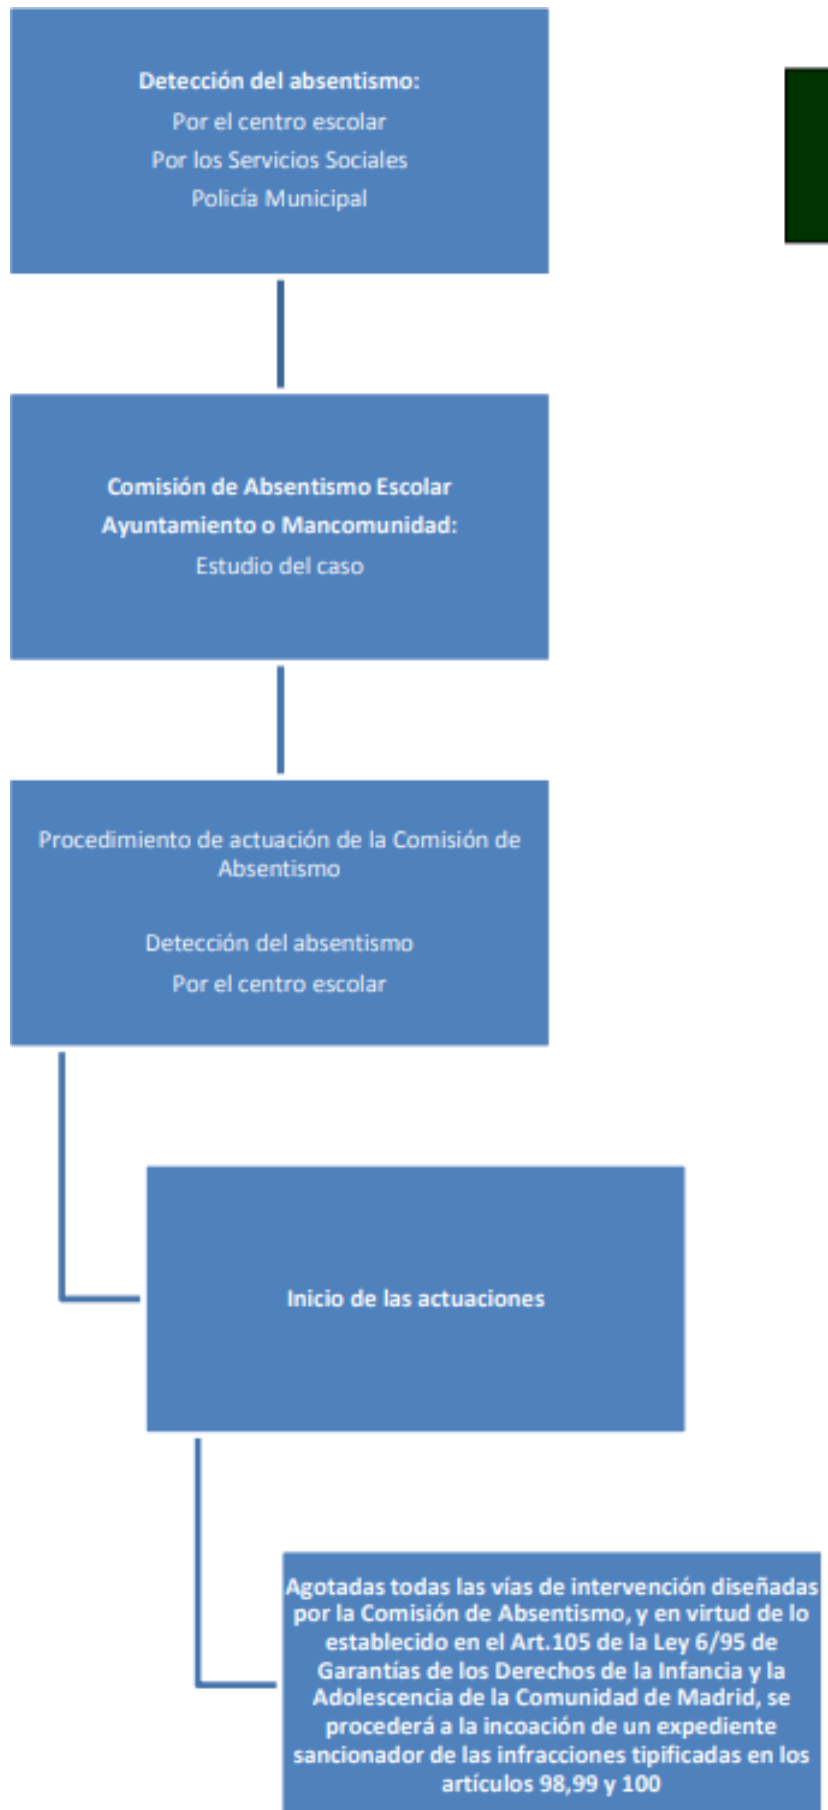 Detección del absentismo:
Por el centro escolar
Por los Servicios Sociales
Policía Municipal
Comisión de Absentismo Escolar
Ayuntamiento o Mancomunidad:
Estudio del caso
Procedimiento de actuación de la Comisión de
Absentismo
Detección del absentismo
Por el centro escolar
Inicio de las actuaciones
Agotadas todas las vías de intervención diseñadas
por la Comisión de Absentismo, y en virtud de lo
establecido en el Art.105 de la Ley 6/95 de
Garantías de los Derechos de la Infancia y la
Adolescencia de la Comunidad de Madrid, se
procederá a la incoación de un expediente
sancionador de las infracciones tipificadas en los
artículos 98,99 y 100